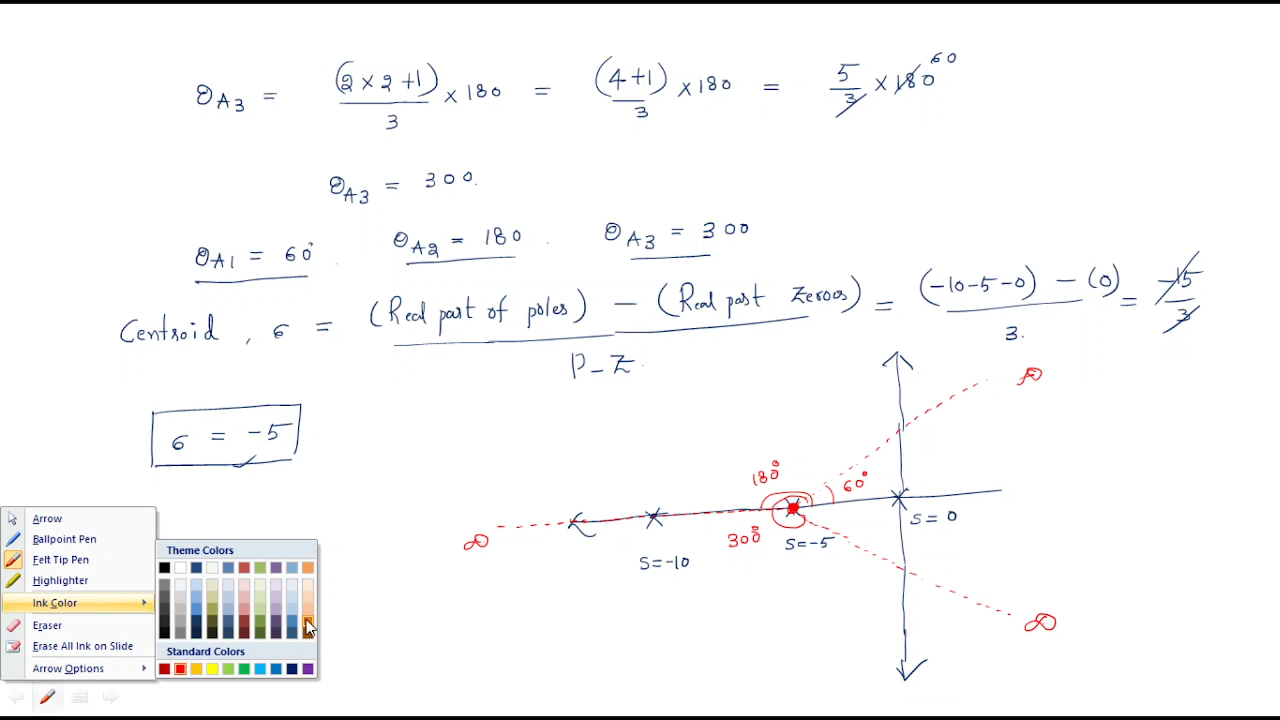 θA3 = (2 × 2 + 1)/3 × 180 = (4+1)/3 × 180 = 5/3 × 180 60
θA3 = 300.
θA1 = 60° . θA2 = 180 . θA3 = 300
Centroid , σ = (Real part of poles) - (Real part Zeroes) / P - Z . = (-10-5-0) - (0) / 3. = -15/3
σ = -5
∞
180°
60°
S = 0
∞
300°
S=-5
S=-10
∞
Arrow
Ballpoint Pen
Felt Tip Pen
Highlighter
Ink Color
Eraser
Erase All Ink on Slide
Arrow Options
Theme Colors
Standard Colors